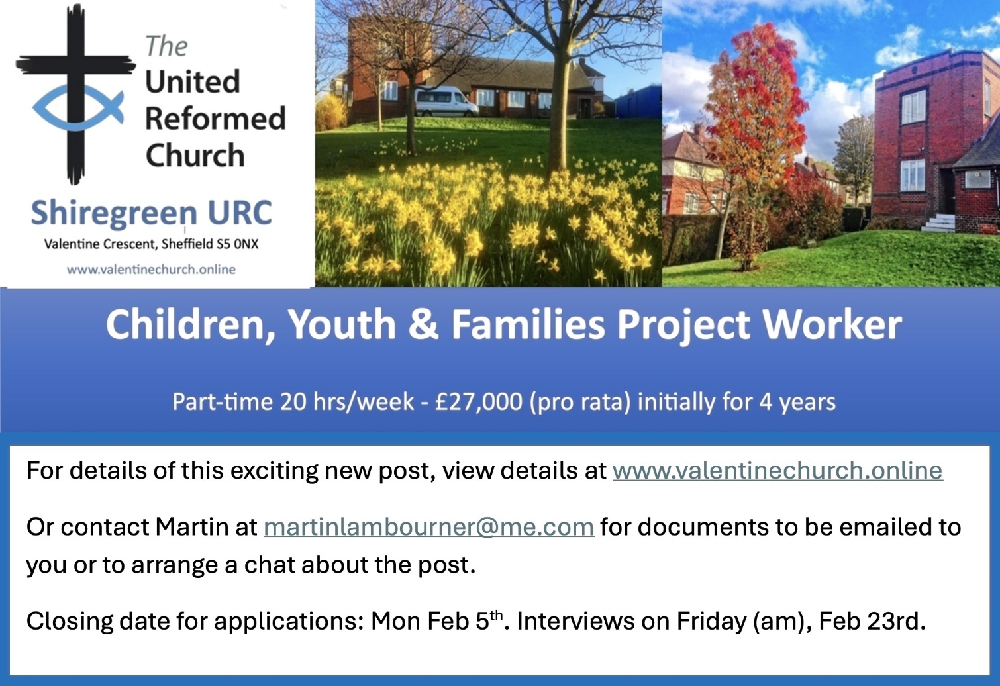 The
United
Reformed
Church
Shiregreen URC
Valentine Crescent, Sheffield S5 0NX
www.valentinechurch.online
Children, Youth & Families Project Worker
Part-time 20 hrs/week - £27,000 (pro rata) initially for 4 years
For details of this exciting new post, view details at www.valentinechurch.online
Or contact Martin at martinlambourner@me.com for documents to be emailed to
you or to arrange a chat about the post.
Closing date for applications: Mon Feb 5th. Interviews on Friday (am), Feb 23rd.